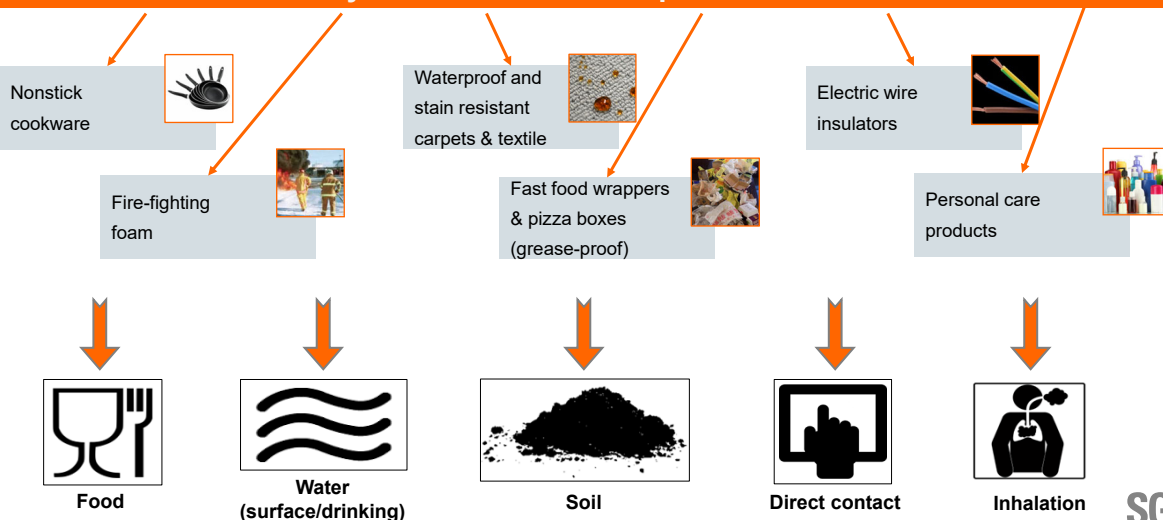 Nonstick
cookware
Waterproof and
stain resistant
carpets & textile
Electric wire
insulators
Fire-fighting
foam
Fast food wrappers
& pizza boxes
(grease-proof)
Personal care
products
Food
Water
(surface/drinking)
Soil
Direct contact
Inhalation